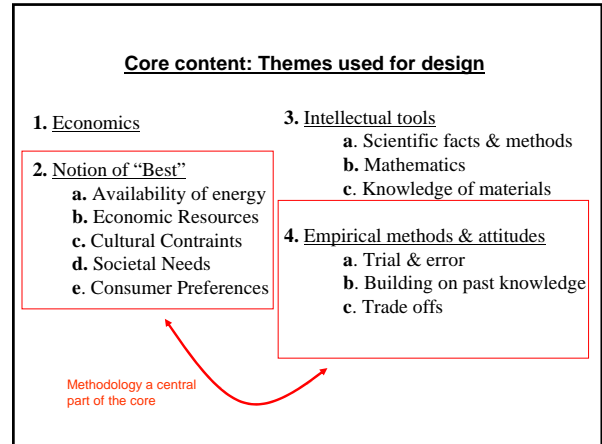 Core content: Themes used for design
1. Economics
2. Notion of “Best”
a. Availability of energy
b. Economic Resources
c. Cultural Contraints
d. Societal Needs
e. Consumer Preferences
3. Intellectual tools
a. Scientific facts & methods
b. Mathematics
c. Knowledge of materials
4. Empirical methods & attitudes
a. Trial & error
b. Building on past knowledge
c. Trade offs
Methodology a central
part of the core